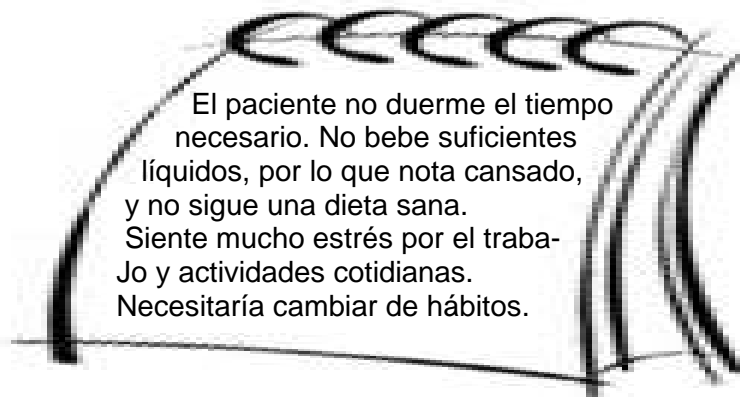 El paciente no duerme el tiempo
necesario. No bebe suficientes
líquidos, por lo que nota cansado,
y no sigue una dieta sana.
Siente mucho estrés por el traba-
Jo y actividades cotidianas.
Necesitaría cambiar de hábitos.